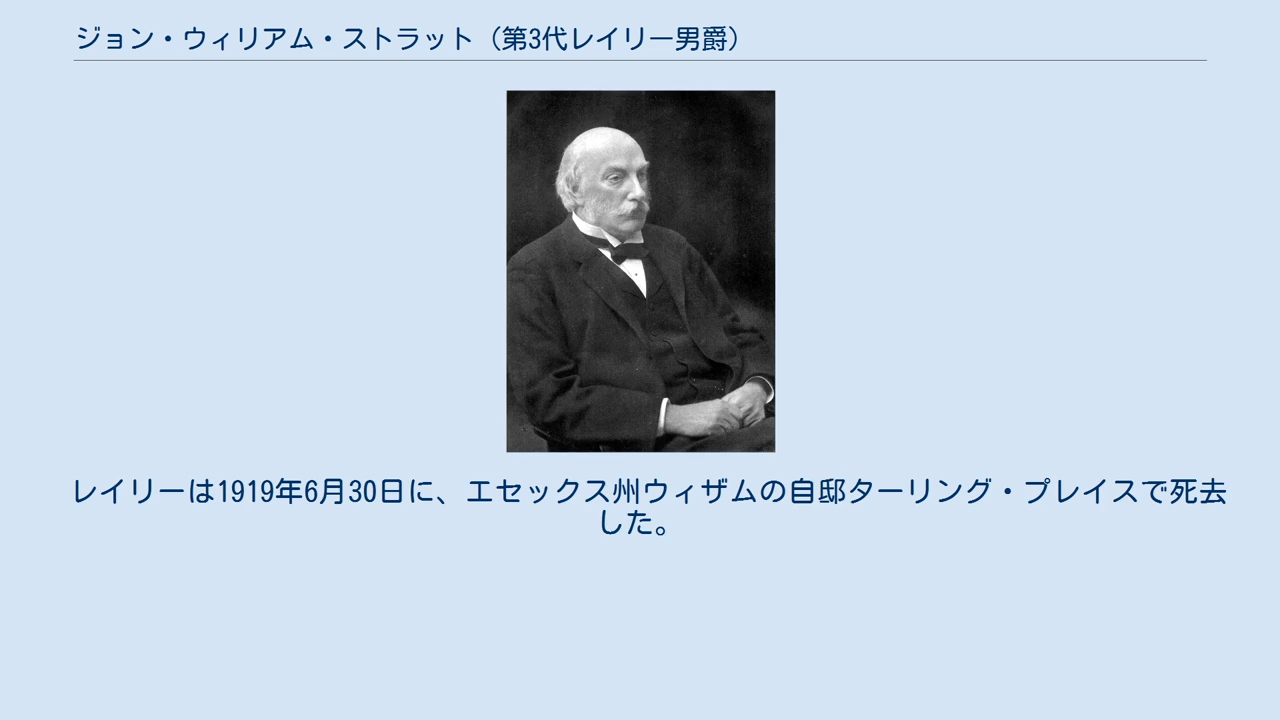 ジョン・ウィリアム・ストラット（第3代レイリー男爵）
レイリーは1919年6月30日に、エセックス州ウィザムの自邸ターリング・プレイスで死去
した。